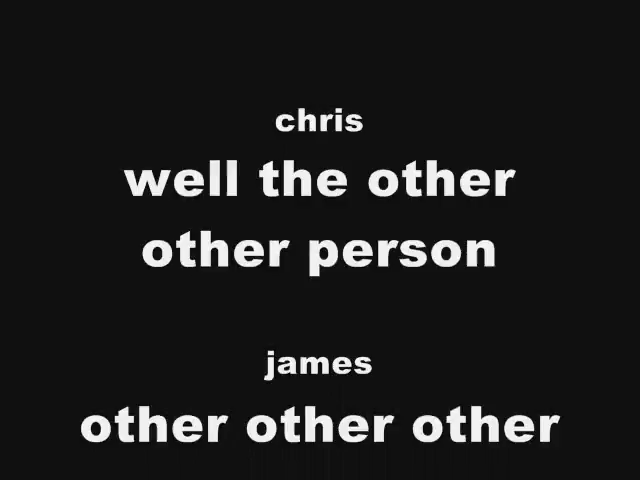 chris
well the other
other person
james
other other other